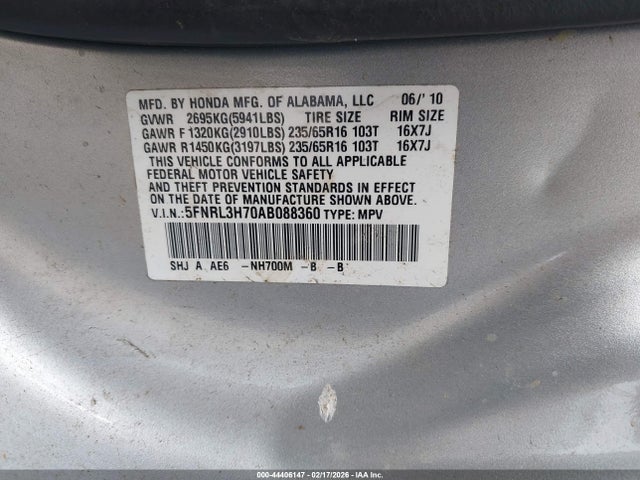 MFD. BY HONDA MFG. OF ALABAMA, LLC 06/'10
GVWR 2695KG(5941LBS) TIRE SIZE RIM SIZE
GAWR F 1320KG(2910LBS) 235/65R16 103T 16X7J
GAWR R1450KG(3197LBS) 235/65R16 103T 16X7J
THIS VEHICLE CONFORMS TO ALL APPLICABLE
FEDERAL MOTOR VEHICLE SAFETY
AND THEFT PREVENTION STANDARDS IN EFFECT
ON THE DATE OF MANUFACTURE SHOWN ABOVE.
V.I.N.: 5FNRL3H70AB088360 TYPE: MPV
SHJ A AE6 -NH700M -B -B
000-44406147 - 02/17/2026 - IAA Inc.